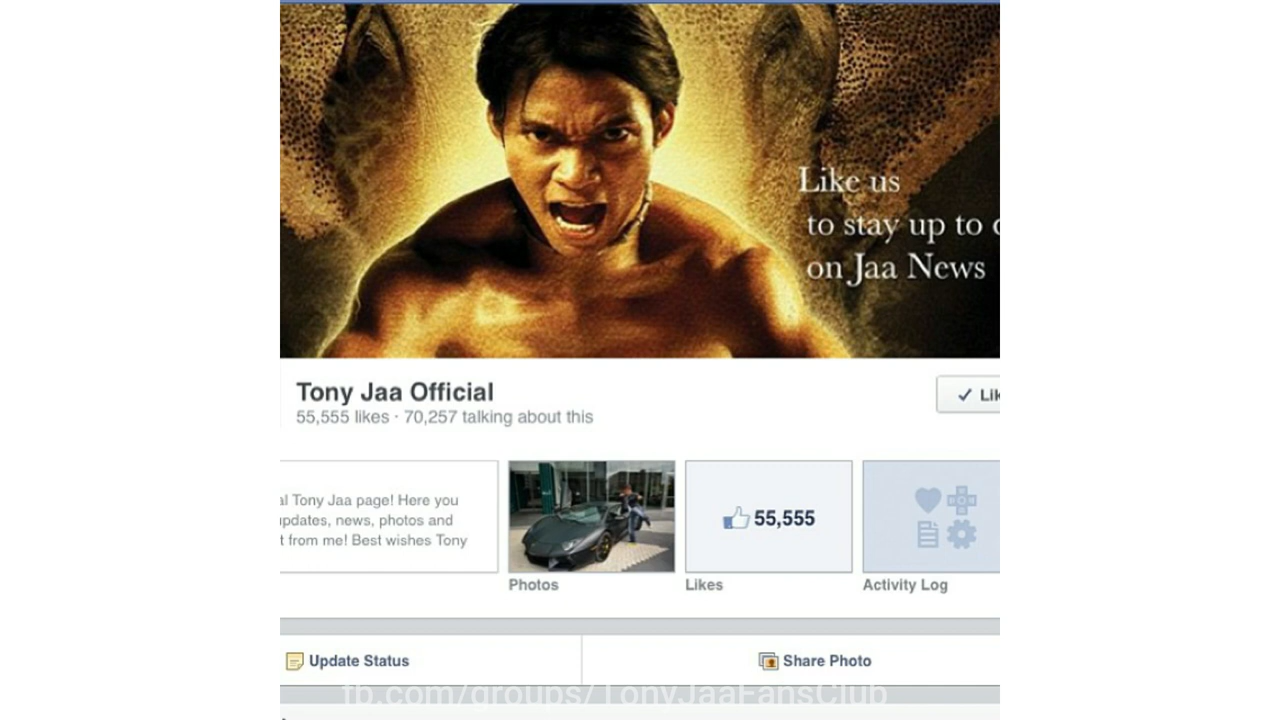 Like us
to stay up to
on Jaa News
Tony Jaa Official
55,555 likes · 70,257 talking about this
Lik
al Tony Jaa page! Here you
updates, news, photos and
t from me! Best wishes Tony
55,555
Photos
Likes
Activity Log
Update Status
Share Photo
fb.com/groups/TonyJaaFansClub